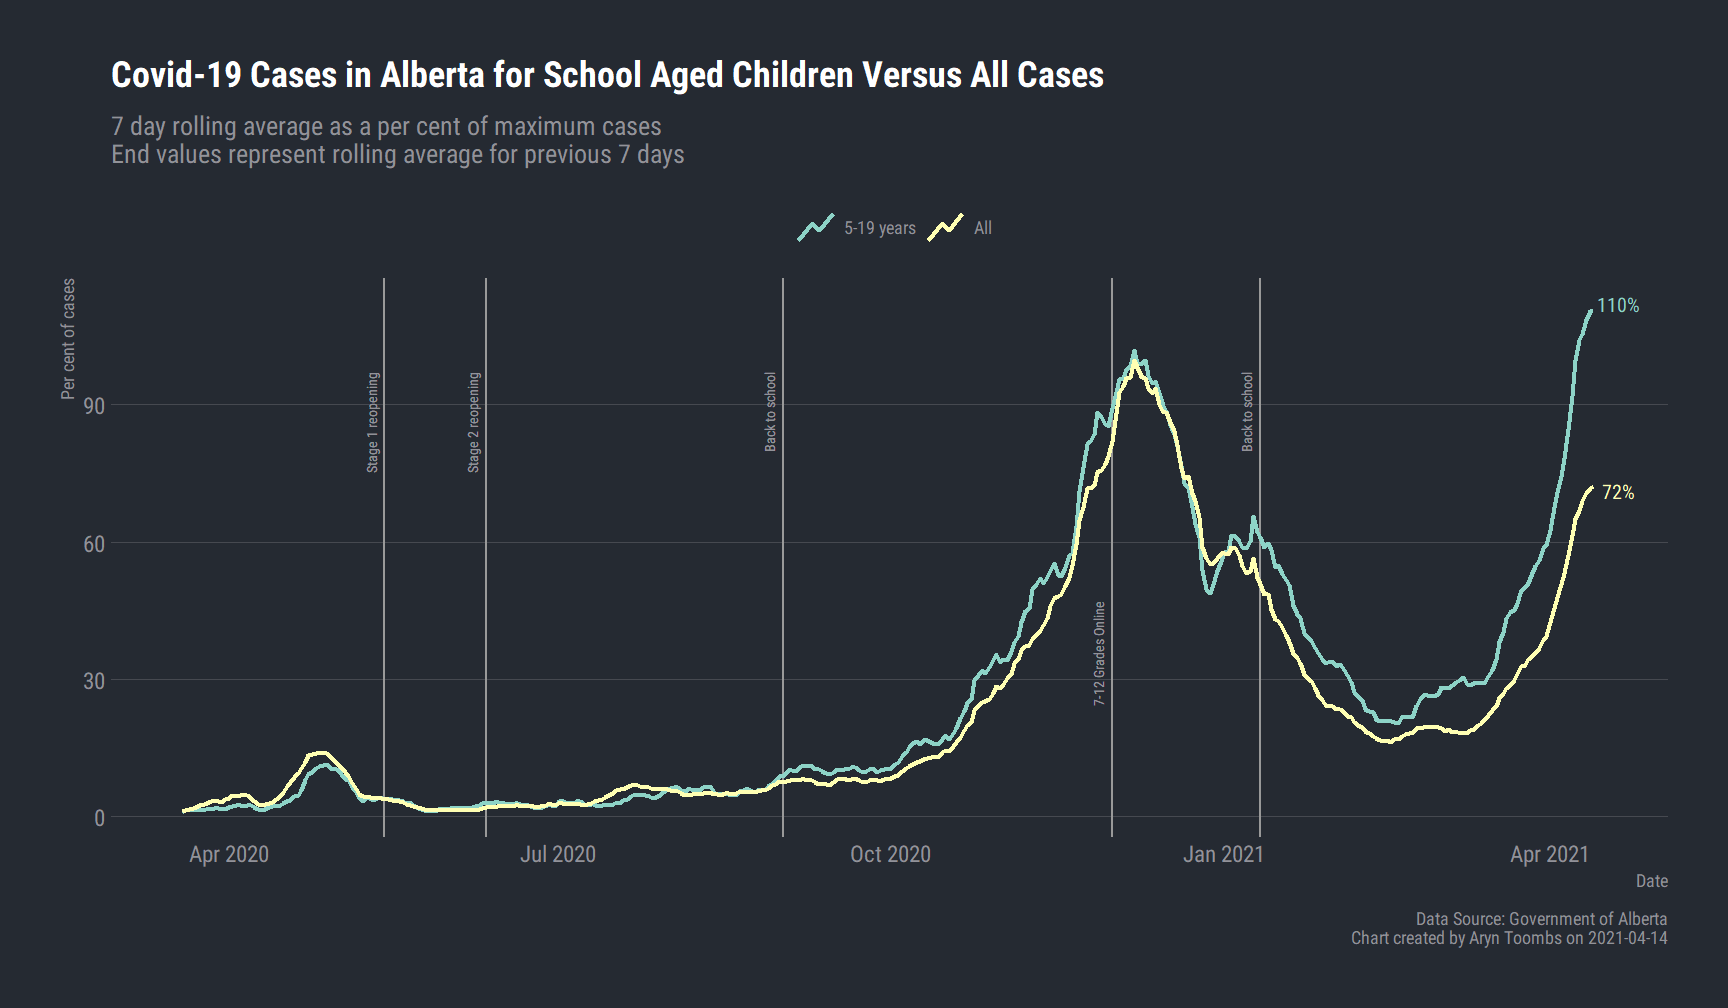 Covid-19 Cases in Alberta for School Aged Children Versus All Cases
7 day rolling average as a per cent of maximum cases
End values represent rolling average for previous 7 days
5-19 years
All
Per cent of cases
110%
Stage 1 reopening
Stage 2 reopening
Back to school
Back to school
90
72%
60
7-12 Grades Online
30
0
Apr 2020
Jul 2020
Oct 2020
Jan 2021
Apr 2021
Date
Data Source: Government of Alberta
Chart created by Aryn Toombs on 2021-04-14